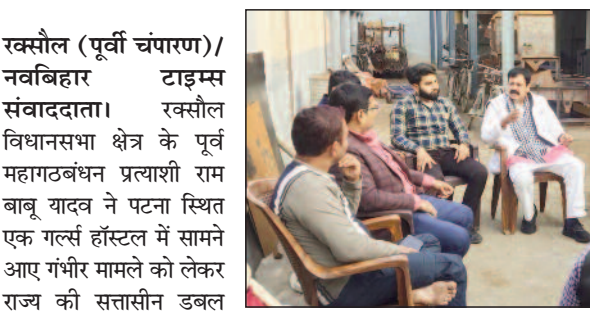 रक्सौल (पूर्वी चंपारण)/
नवबिहार टाइम्स
संवाददाता। रक्सौल
विधानसभा क्षेत्र के पूर्व
महागठबंधन प्रत्याशी राम
बाबू यादव ने पटना स्थित
एक गर्ल्स हॉस्टल में सामने
आए गंभीर मामले को लेकर
राज्य की सत्तासीन डबल